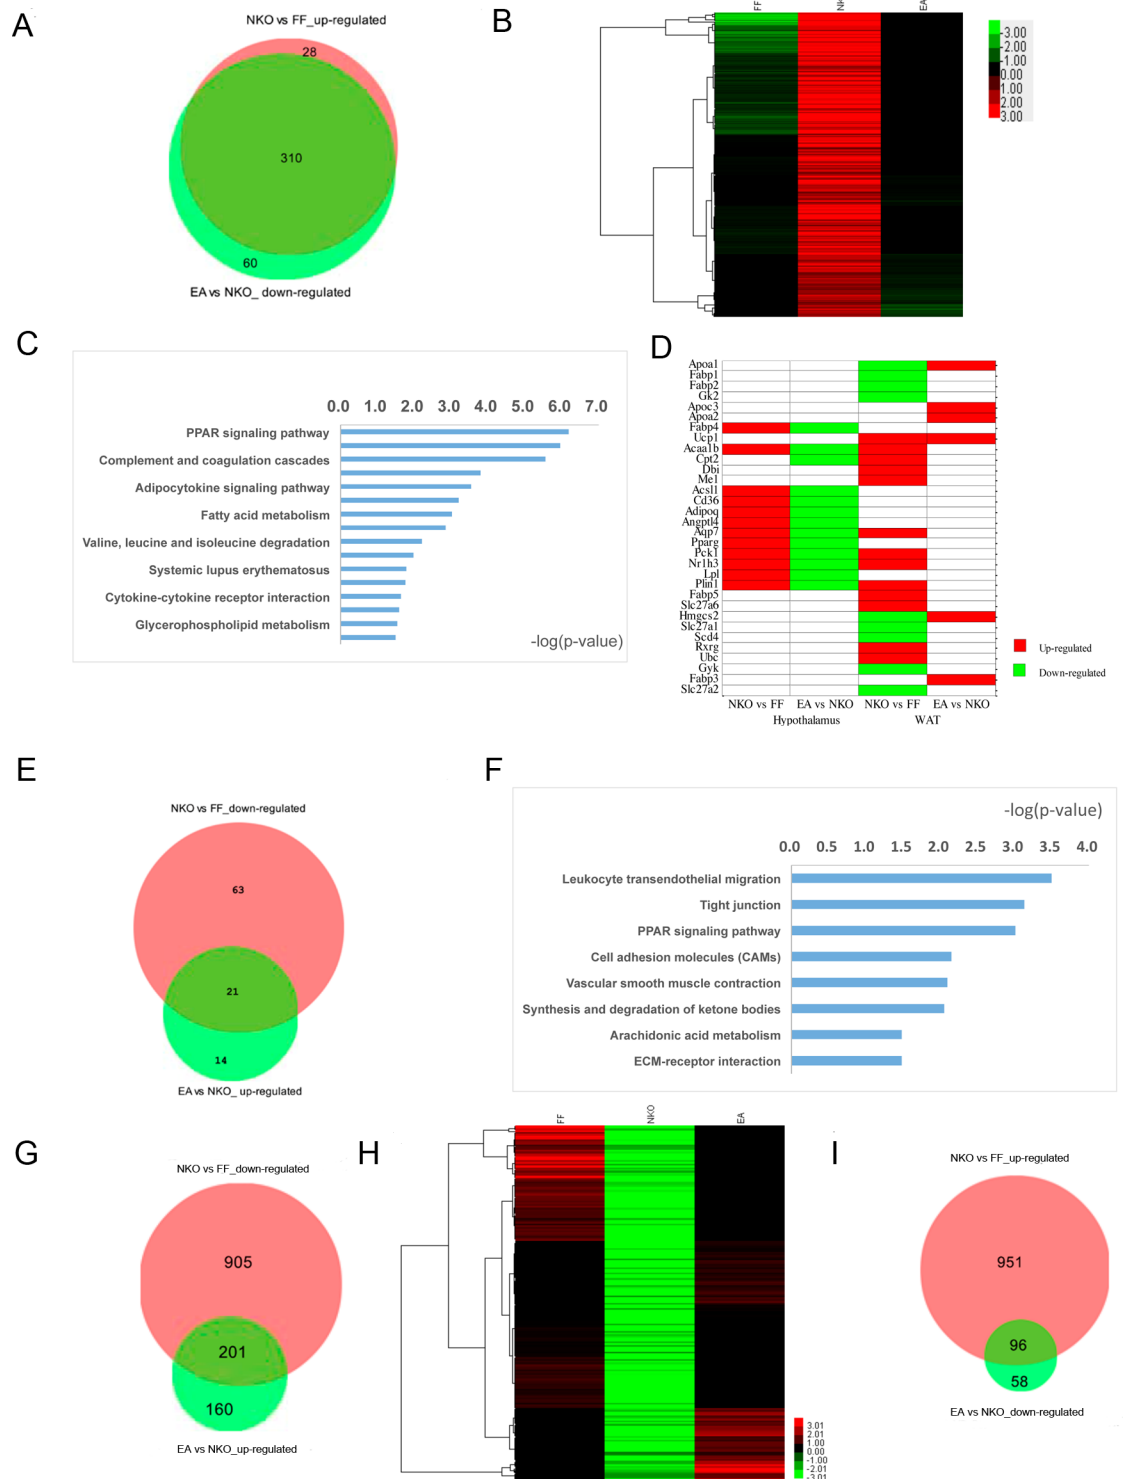 A
NKO vs FF_up-regulated
28
310
60
EA vs NKO_ down-regulated
B
FF
EA
-3.00
-2.00
-1.00
0.00
1.00
2.00
3.00
C
0.0 1.0 2.0 3.0 4.0 5.0 6.0 7.0
PPAR signaling pathway
Complement and coagulation cascades
Adipocytokine signaling pathway
Fatty acid metabolism
Valine, leucine and isoleucine degradation
Systemic lupus erythematosus
Cytokine-cytokine receptor interaction
Glycerophospholipid metabolism
-log(p-value)
D
Apoa1
Fabp1
Fabp2
Gk2
Apoc3
Apoa2
Fabp4
Ucp1
Acaa1b
Cpt2
Dbi
Me1
Acsl1
Cd36
Adipoq
Angptl4
Aqp7
Pparg
Pck1
Nr1h3
Lpl
Plin1
Fabp5
Slc27a6
Hmgcs2
Slc27a1
Scd4
Rxrg
Ubc
Gyk
Fabp3
Slc27a2
NKO vs FF EA vs NKO NKO vs FF EA vs NKO
Hypothalamus WAT
Up-regulated
Down-regulated
E
NKO vs FF_down-regulated
63
21
14
EA vs NKO_ up-regulated
F
-log(p-value)
0.0 0.5 1.0 1.5 2.0 2.5 3.0 3.5 4.0
Leukocyte transendothelial migration
Tight junction
PPAR signaling pathway
Cell adhesion molecules (CAMs)
Vascular smooth muscle contraction
Synthesis and degradation of ketone bodies
Arachidonic acid metabolism
ECM-receptor interaction
G
NKO vs FF_down-regulated
905
201
160
EA vs NKO_up-regulated
H
FF
NKO
EA
3.01
2.01
1.00
0.00
-1.00
-2.01
-3.01
I
NKO vs FF_up-regulated
951
96
58
EA vs NKO_down-regulated